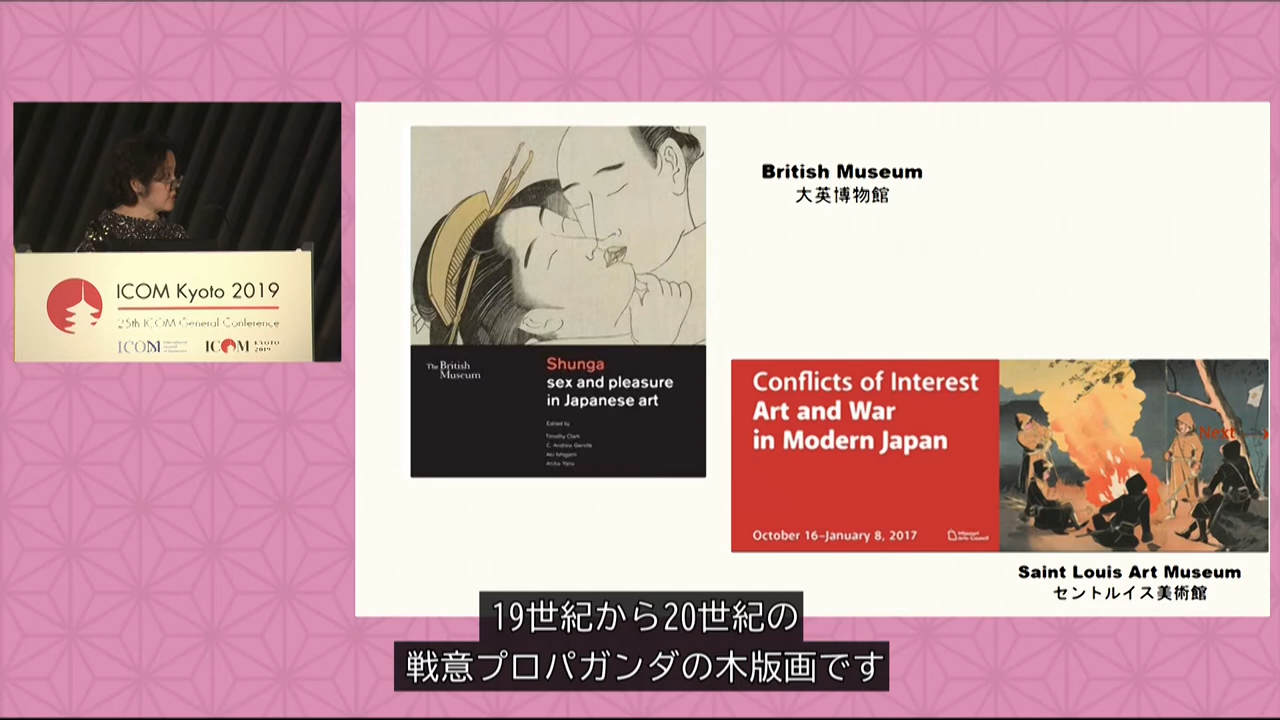 ICOM Kyoto 2019
25th ICOM General Conference
ICOM
ICOM KYOTO 2019
British Museum
大英博物館
The British Museum
Shunga
sex and pleasure
in Japanese art
Edited by
Timothy Clark
C. Andrew Gerstle
Aki Ishigami
Akiko Yano
Conflicts of Interest
Art and War
in Modern Japan
Next
October 16–January 8, 2017
Missouri Arts Council
Saint Louis Art Museum
セントルイス美術館
19世紀から20世紀の
戦意プロパガンダの木版画です